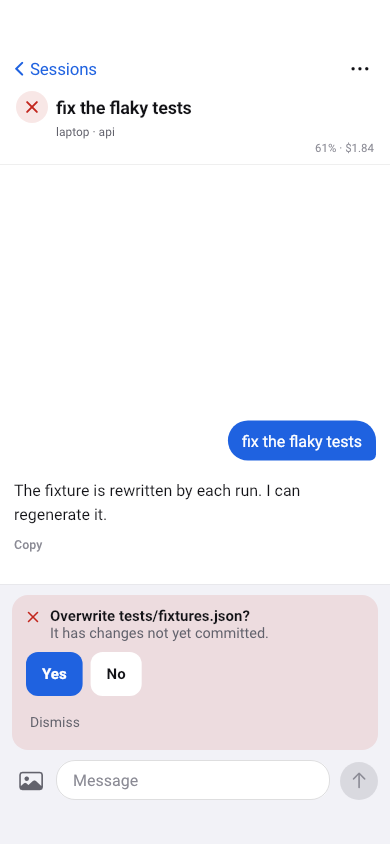 Sessions
fix the flaky tests
laptop · api
61% · $1.84
fix the flaky tests
The fixture is rewritten by each run. I can
regenerate it.
Copy
Overwrite tests/fixtures.json?
It has changes not yet committed.
Yes
No
Dismiss
Message